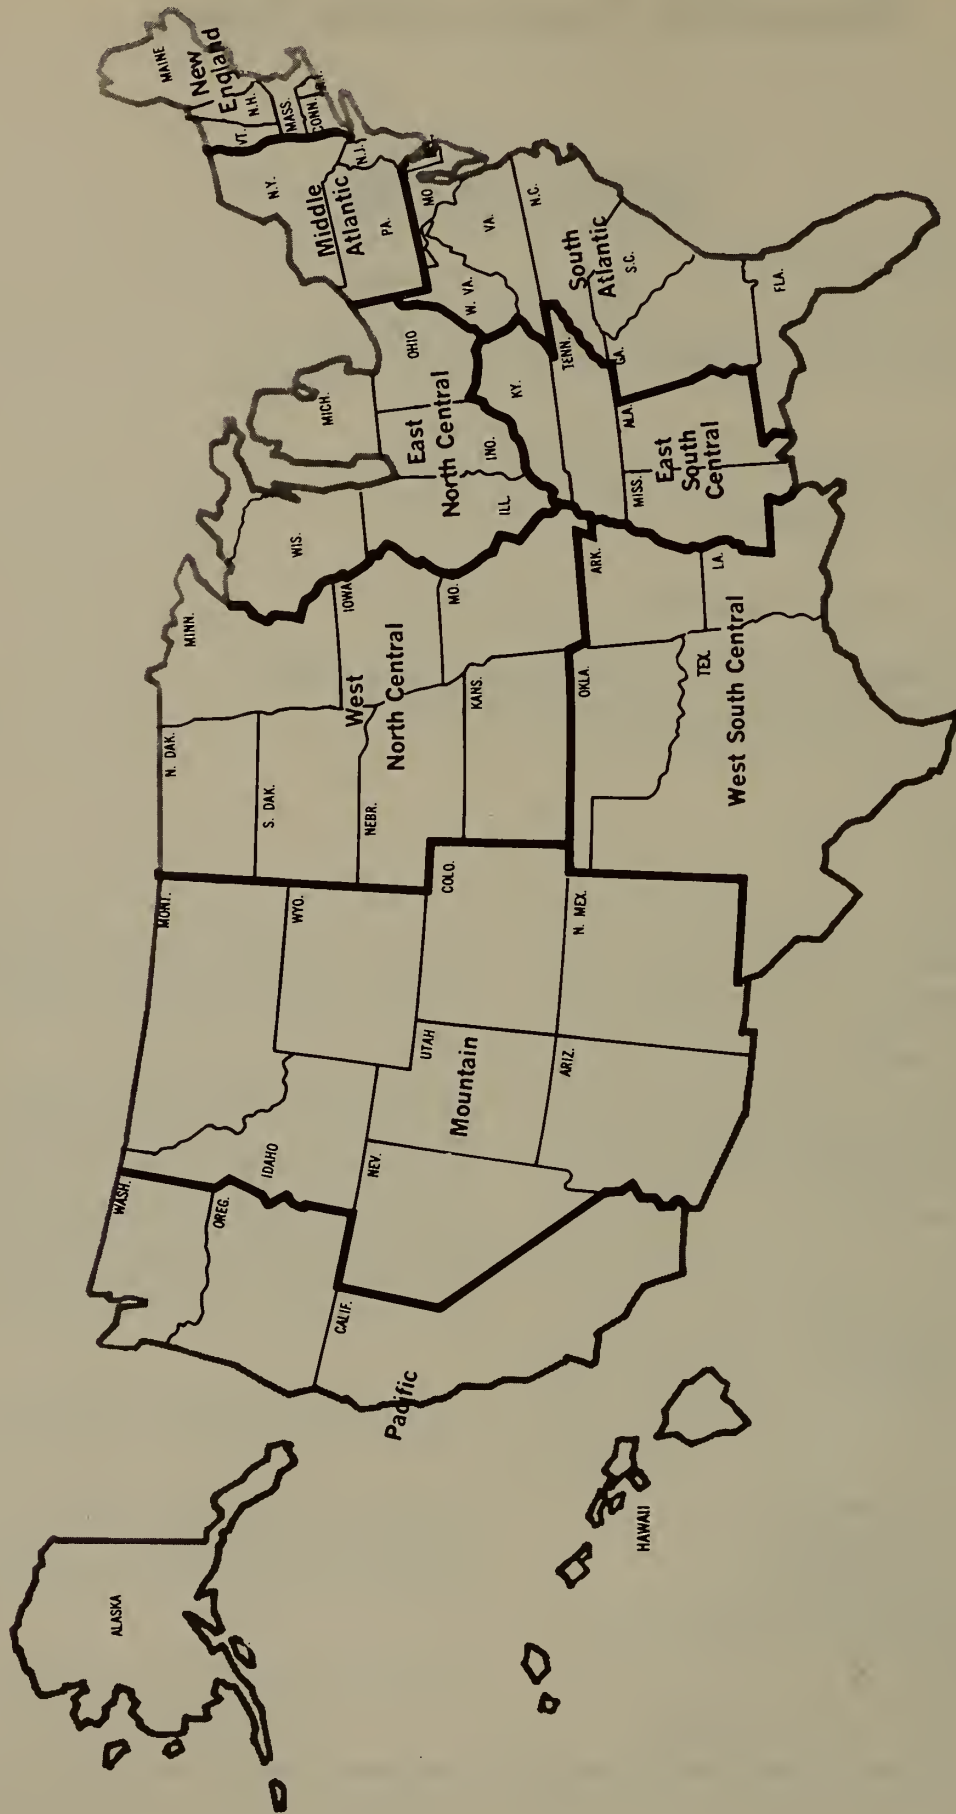 ALASKA
HAWAII
Pacific
WASH.
OREG.
CALIF.
Mountain
MONT.
IDAHO
WYO.
NEV.
UTAH
COLO.
ARIZ.
N. MEX.
West
North Central
N. DAK.
S. DAK.
NEBR.
KANS.
MINN.
IOWA
MO.
West South Central
OKLA.
TEX.
ARK.
LA.
East
North Central
WIS.
MICH.
ILL.
INO.
OHIO
East
South
Central
KY.
TENN.
MISS.
ALA.
South
Atlantic
W. VA.
MO
VA.
N.C.
S.C.
GA.
FLA.
Middle
Atlantic
N.Y.
PA.
N.J.
New
England
MAINE
VT.
N.H.
MASS.
CONN.
R.I.